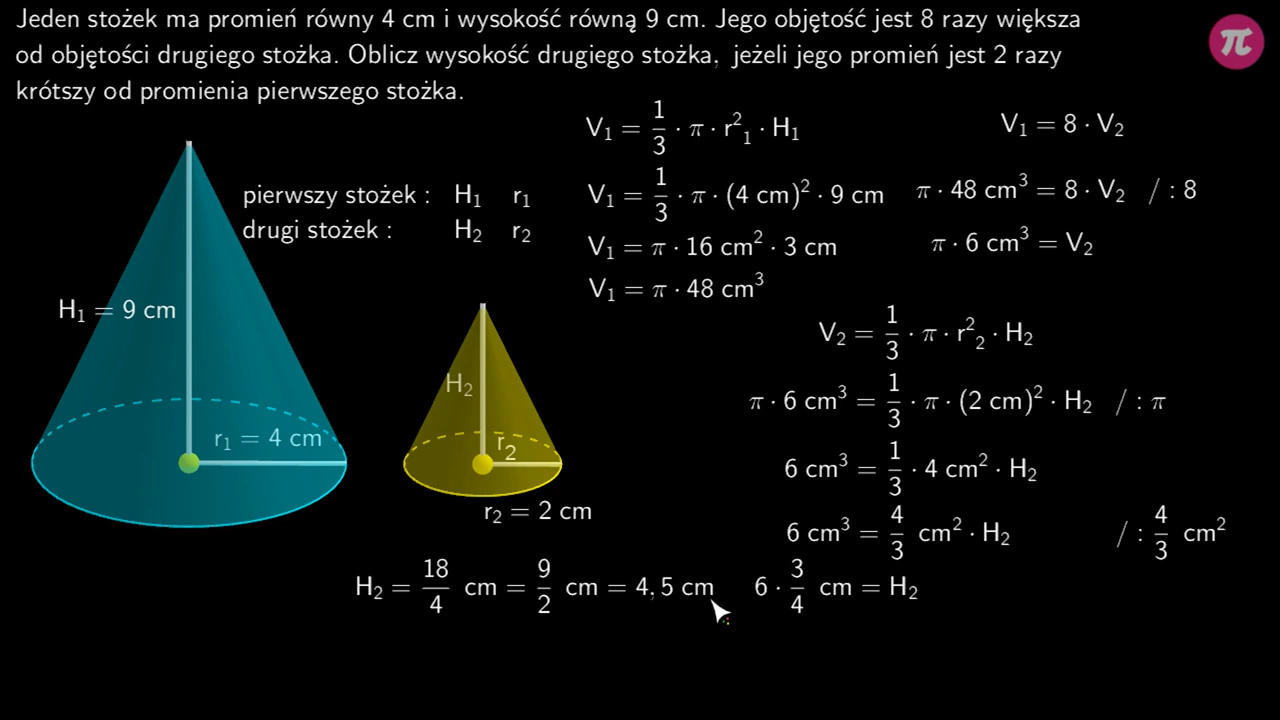 Jeden stożek ma promień równy 4 cm i wysokość równą 9 cm. Jego objętość jest 8 razy większa
od objętości drugiego stożka. Oblicz wysokość drugiego stożka, jeżeli jego promień jest 2 razy
krótszy od promienia pierwszego stożka.
π
pierwszy stożek : H₁ r₁
drugi stożek : H₂ r₂
H₁ = 9 cm
r₁ = 4 cm
H₂
r₂
r₂ = 2 cm
V₁ = 1/3 · π · r²₁ · H₁
V₁ = 1/3 · π · (4 cm)² · 9 cm
V₁ = π · 16 cm² · 3 cm
V₁ = π · 48 cm³
V₁ = 8 · V₂
π · 48 cm³ = 8 · V₂ / : 8
π · 6 cm³ = V₂
V₂ = 1/3 · π · r²₂ · H₂
π · 6 cm³ = 1/3 · π · (2 cm)² · H₂ / : π
6 cm³ = 1/3 · 4 cm² · H₂
6 cm³ = 4/3 cm² · H₂ / : 4/3 cm²
6 · 3/4 cm = H₂
H₂ = 18/4 cm = 9/2 cm = 4,5 cm